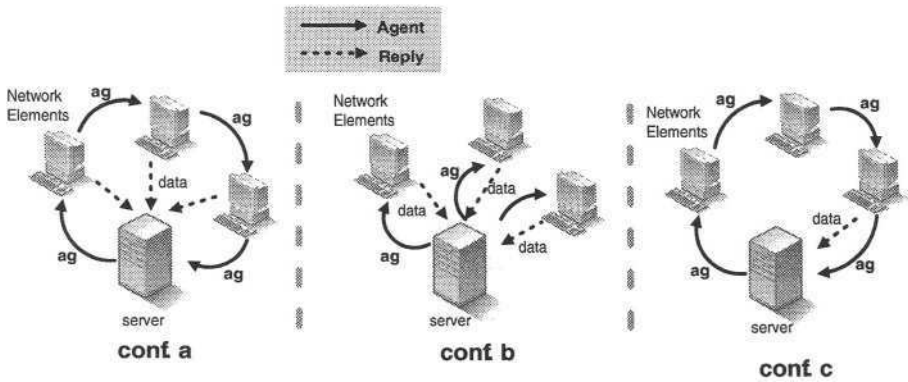 Agent
Reply
Network
Elements
ag
ag
data
ag
ag
server
conf. a
Network
Elements
ag
data
data
ag
data
server
conf. b
Network
Elements
ag
ag
data
ag
ag
server
conf. c